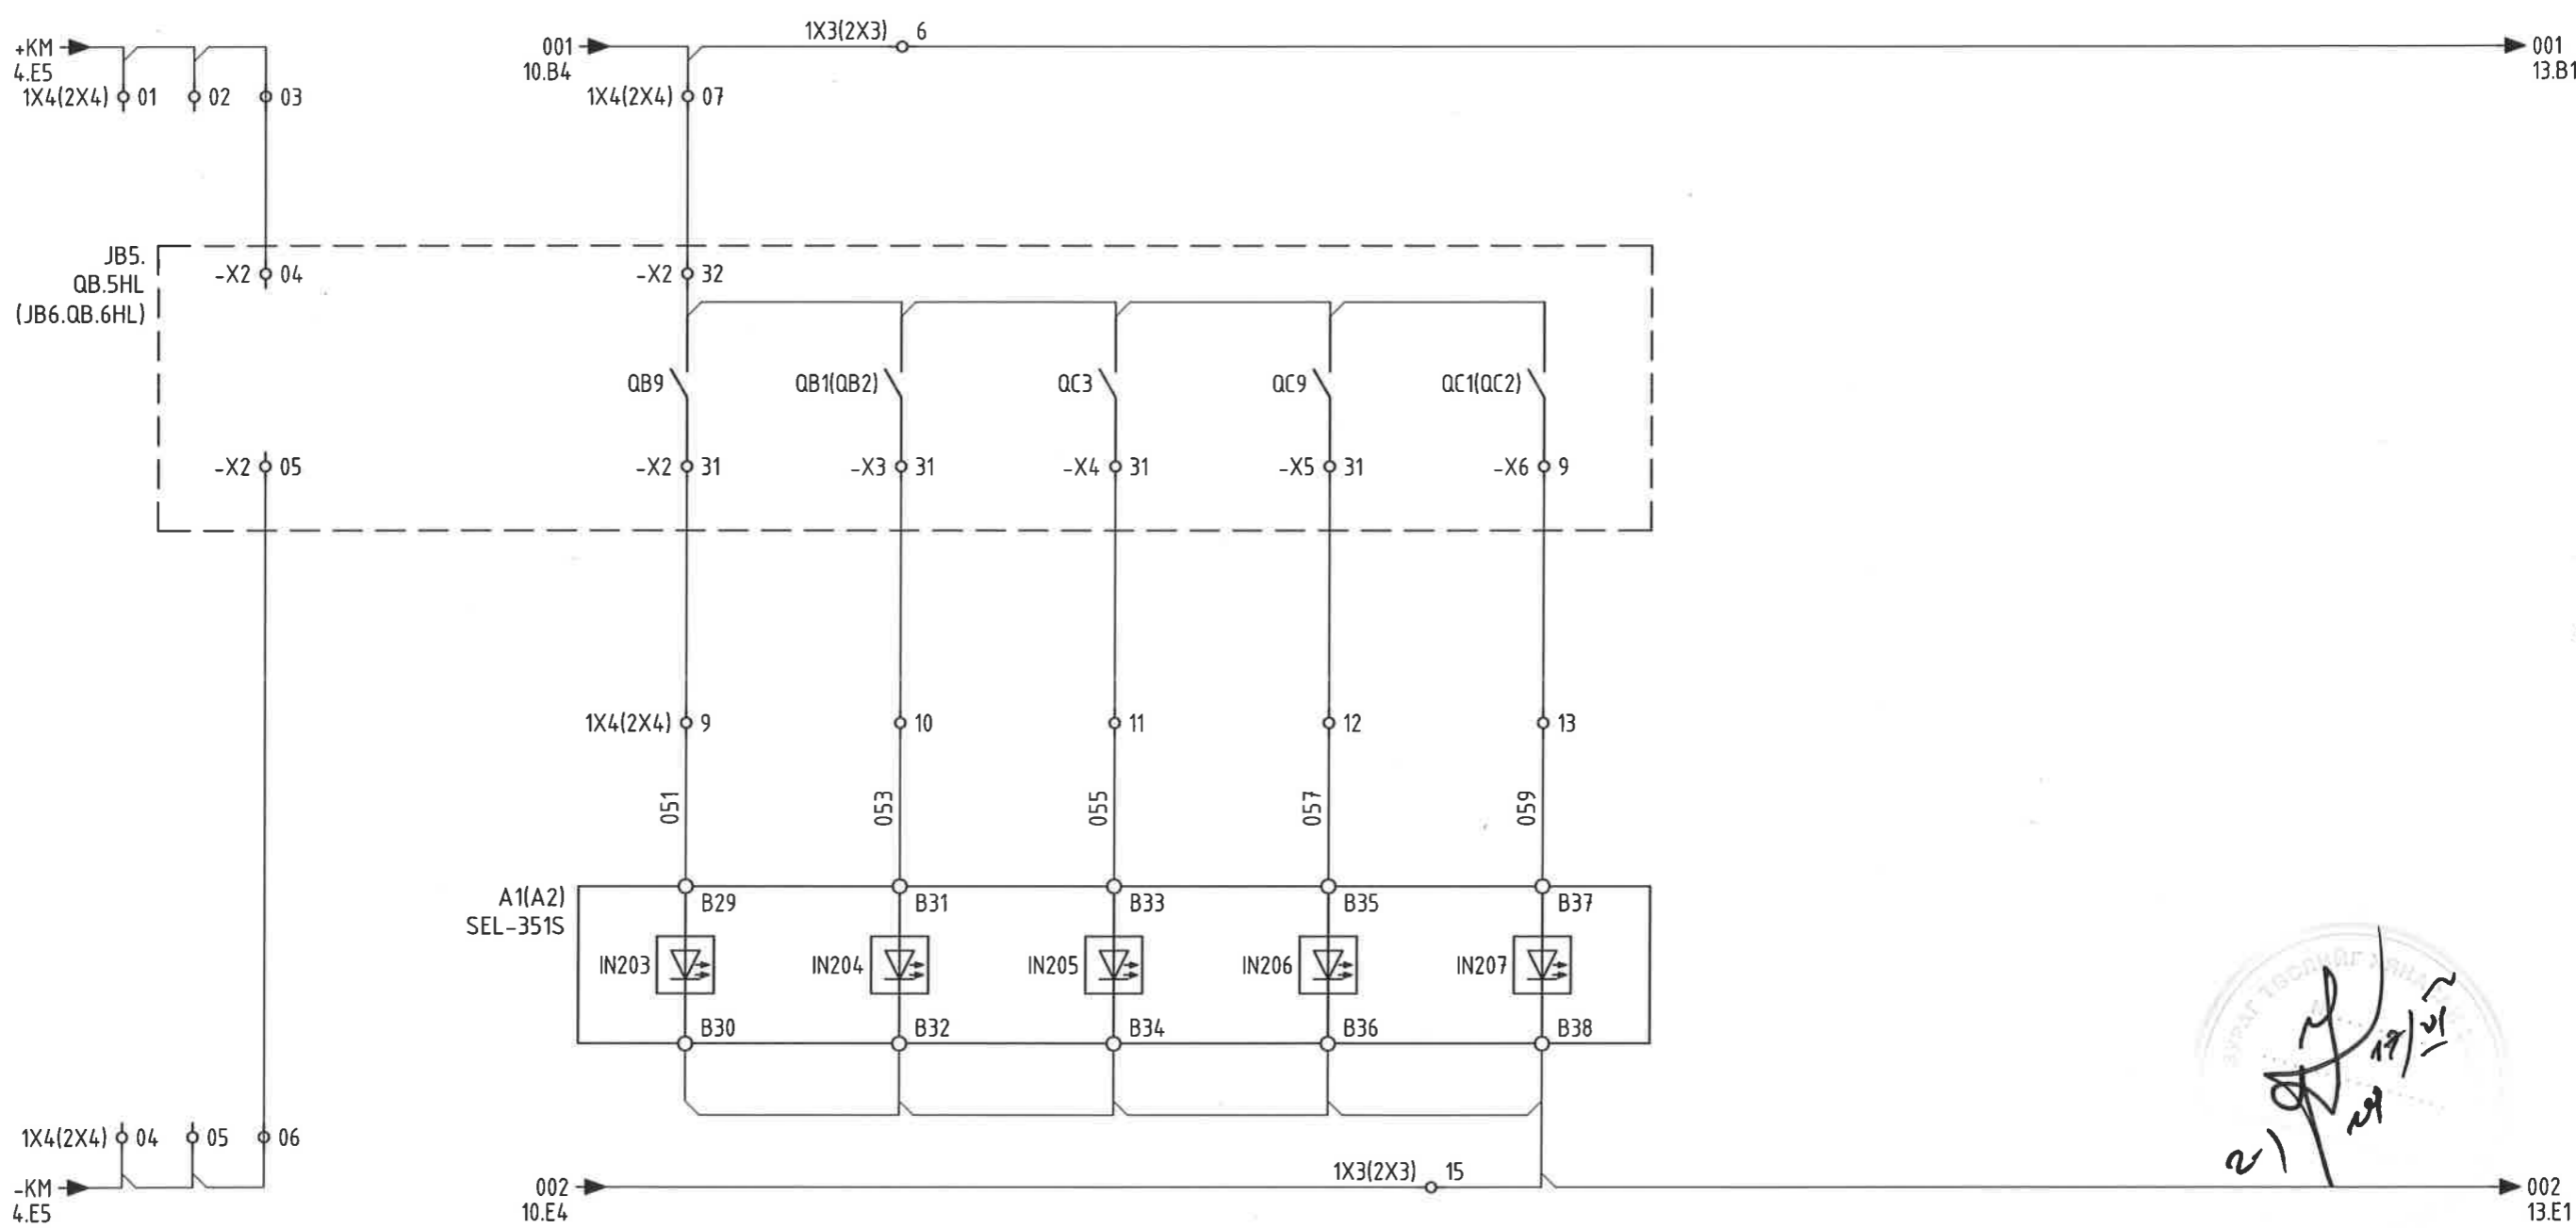 +KM
4.E5
1X4(2X4) 01 02 03
001
10.B4
1X3(2X3) 6
1X4(2X4) 07
001
13.B1
JB5.
QB.5HL
(JB6.QB.6HL)
-X2 04
-X2 32
QB9
QB1(QB2)
QC3
QC9
QC1(QC2)
-X2 05
-X2 31
-X3 31
-X4 31
-X5 31
-X6 9
1X4(2X4) 9
10
11
12
13
051
053
055
057
059
A1(A2)
SEL-351S
B29
B31
B33
B35
B37
IN203
IN204
IN205
IN206
IN207
B30
B32
B34
B36
B38
1X4(2X4) 04 05 06
-KM
4.E5
002
10.E4
1X3(2X3) 15
002
13.E1